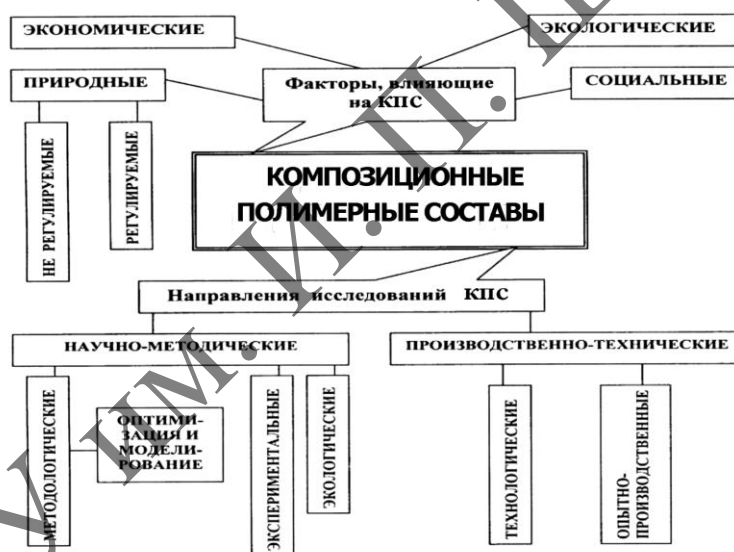 ЭКОНОМИЧЕСКИЕ
ЭКОЛОГИЧЕСКИЕ
ПРИРОДНЫЕ
Факторы, влияющие
на КПС
СОЦИАЛЬНЫЕ
НЕ РЕГУЛИРУЕМЫЕ
РЕГУЛИРУЕМЫЕ
КОМПОЗИЦИОННЫЕ
ПОЛИМЕРНЫЕ СОСТАВЫ
Направления исследований КПС
НАУЧНО-МЕТОДИЧЕСКИЕ
ПРОИЗВОДСТВЕННО-ТЕХНИЧЕСКИЕ
МЕТОДОЛОГИЧЕСКИЕ
ОПТИМИ-
ЗАЦИЯ И
МОДЕЛИ-
РОВАНИЕ
ЭКСПЕРИМЕНТАЛЬНЫЕ
ЭКОЛОГИЧЕСКИЕ
ТЕХНОЛОГИЧЕСКИЕ
ОПЫТНО-
ПРОИЗВОДСТВЕННЫЕ
им. И. П.